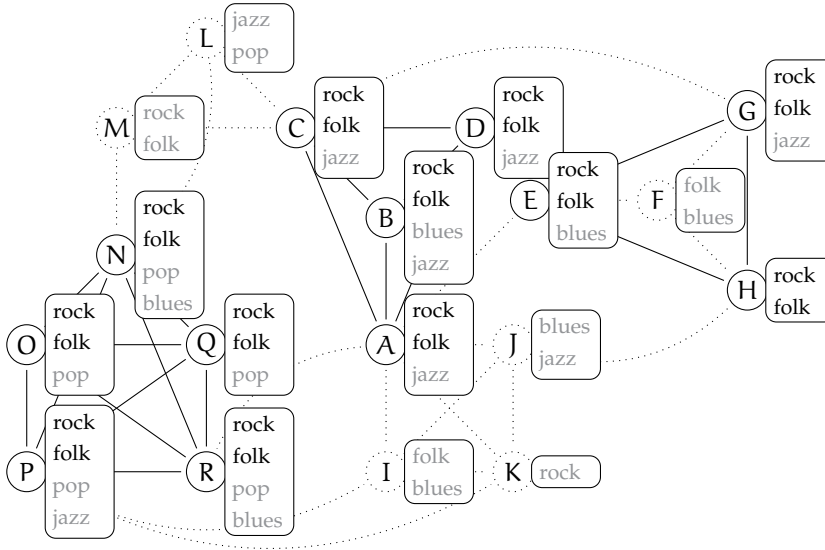 L
jazz
pop
M
rock
folk
C
rock
folk
jazz
D
rock
folk
jazz
G
rock
folk
jazz
B
rock
folk
blues
jazz
E
rock
folk
blues
F
folk
blues
N
rock
folk
pop
blues
H
rock
folk
O
rock
folk
pop
Q
rock
folk
pop
A
rock
folk
jazz
J
blues
jazz
P
rock
folk
pop
jazz
R
rock
folk
pop
blues
I
folk
blues
K
rock